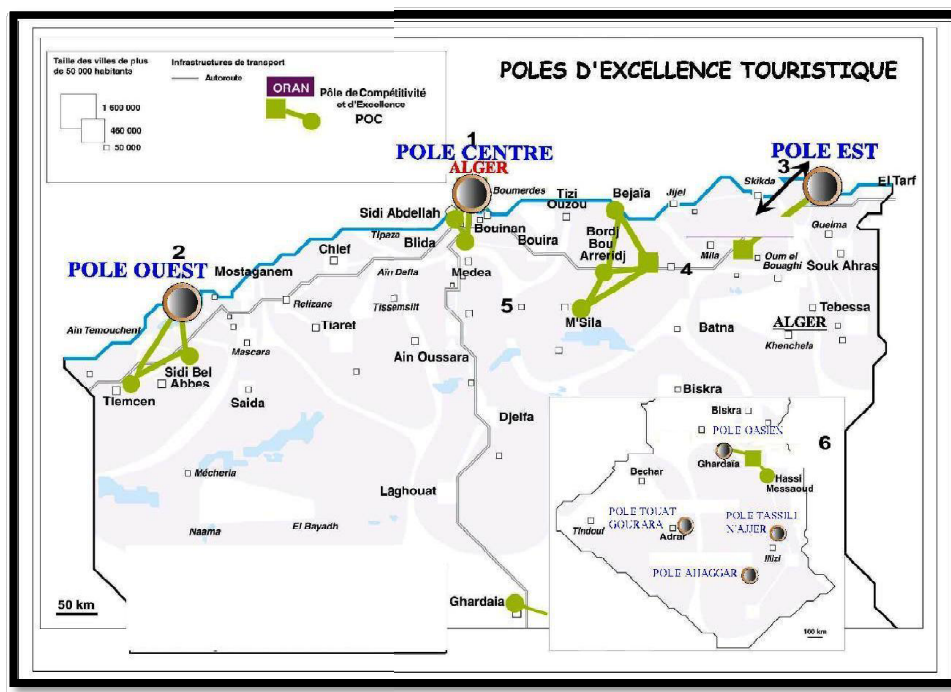 Taille des villes de plus
de 50 000 habitants
1 600 000
460 000
50 000
Infrastructures de transport
Autoroute
ORAN
Pôle de Compétitivité
et d'Excellence
POC
POLES D'EXCELLENCE TOURISTIQUE
1
POLE CENTRE
ALGER
POLE EST
3
Skikda
El Tarf
Boumerdes
Tizi
Ouzou
Bejaïa
Jijel
Sidi Abdellah
Bouinan
Tipaza
Blida
Bouira
Bordj
Bou
Arreridj
Mila
Gueima
Oum el
Bouaghi
Souk Ahras
2
POLE OUEST
Mostaganem
Chlef
Aïn Defla
Medea
4
Relizane
Tissemsilt
5
M'Sila
Tebessa
Aïn Temouchent
Tiaret
Batna
ALGER
Khenchela
Mascara
Ain Oussara
Sidi Bel
Abbes
Tlemcen
Saida
Biskra
Djelfa
Mécheria
Laghouat
Naama
El Bayadh
50 km
Ghardaia
Biskra
POLE OASIEN
6
Ghardaïa
Dechar
Hassi
Messaoud
POLE TOUAT
GOURARA
POLE TASSILI
N'AJJER
Tindouf
Adrar
Illizi
POLE AHAGGAR
100 km